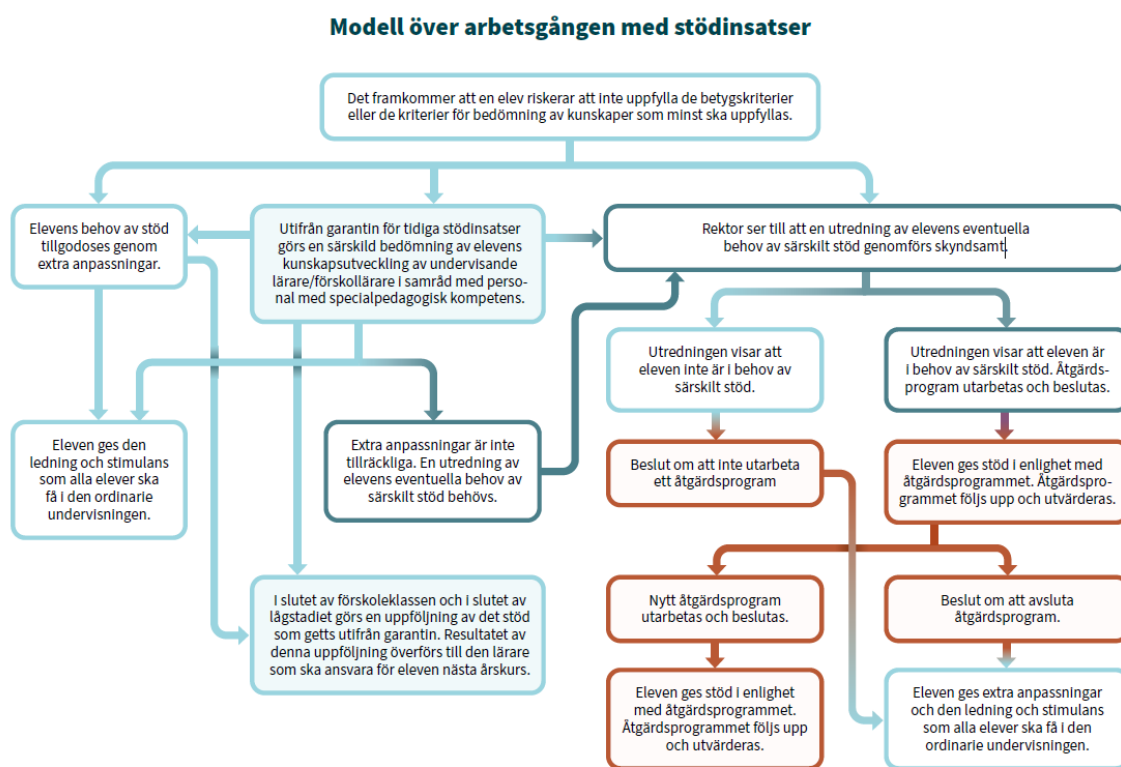 Modell över arbetsgången med stödinsatser
Det framkommer att en elev riskerar att inte uppfylla de betygskriterier
eller de kriterier för bedömning av kunskaper som minst ska uppfyllas.
Elevens behov av stöd
tillgodoses genom
extra anpassningar.
Utifrån garantin för tidiga stödinsatser
görs en särskild bedömning av elevens
kunskapsutveckling av undervisande
lärare/förskollärare i samråd med perso-
nal med specialpedagogisk kompetens.
Rektor ser till att en utredning av elevens eventuella
behov av särskilt stöd genomförs skyndsamt.
Utredningen visar att
eleven inte är i behov av
särskilt stöd.
Utredningen visar att eleven är
i behov av särskilt stöd. Åtgärds-
program utarbetas och beslutas.
Eleven ges den
ledning och stimulans
som alla elever ska
få i den ordinarie
undervisningen.
Extra anpassningar är inte
tillräckliga. En utredning av
elevens eventuella behov av
särskilt stöd behövs.
Beslut om att inte utarbeta
ett åtgärdsprogram
Eleven ges stöd i enlighet med
åtgärdsprogrammet. Åtgärdspro-
grammet följs upp och utvärderas.
I slutet av förskoleklassen och i slutet av
lågstadiet görs en uppföljning av det stöd
som getts utifrån garantin. Resultatet av
denna uppföljning överförs till den lärare
som ska ansvara för eleven nästa årskurs.
Nytt åtgärdsprogram
utarbetas och beslutas.
Beslut om att avsluta
åtgärdsprogram.
Eleven ges stöd i enlighet
med åtgärdsprogrammet.
Åtgärdsprogrammet följs upp
och utvärderas.
Eleven ges extra anpassningar
och den ledning och stimulans
som alla elever ska få i den
ordinarie undervisningen.